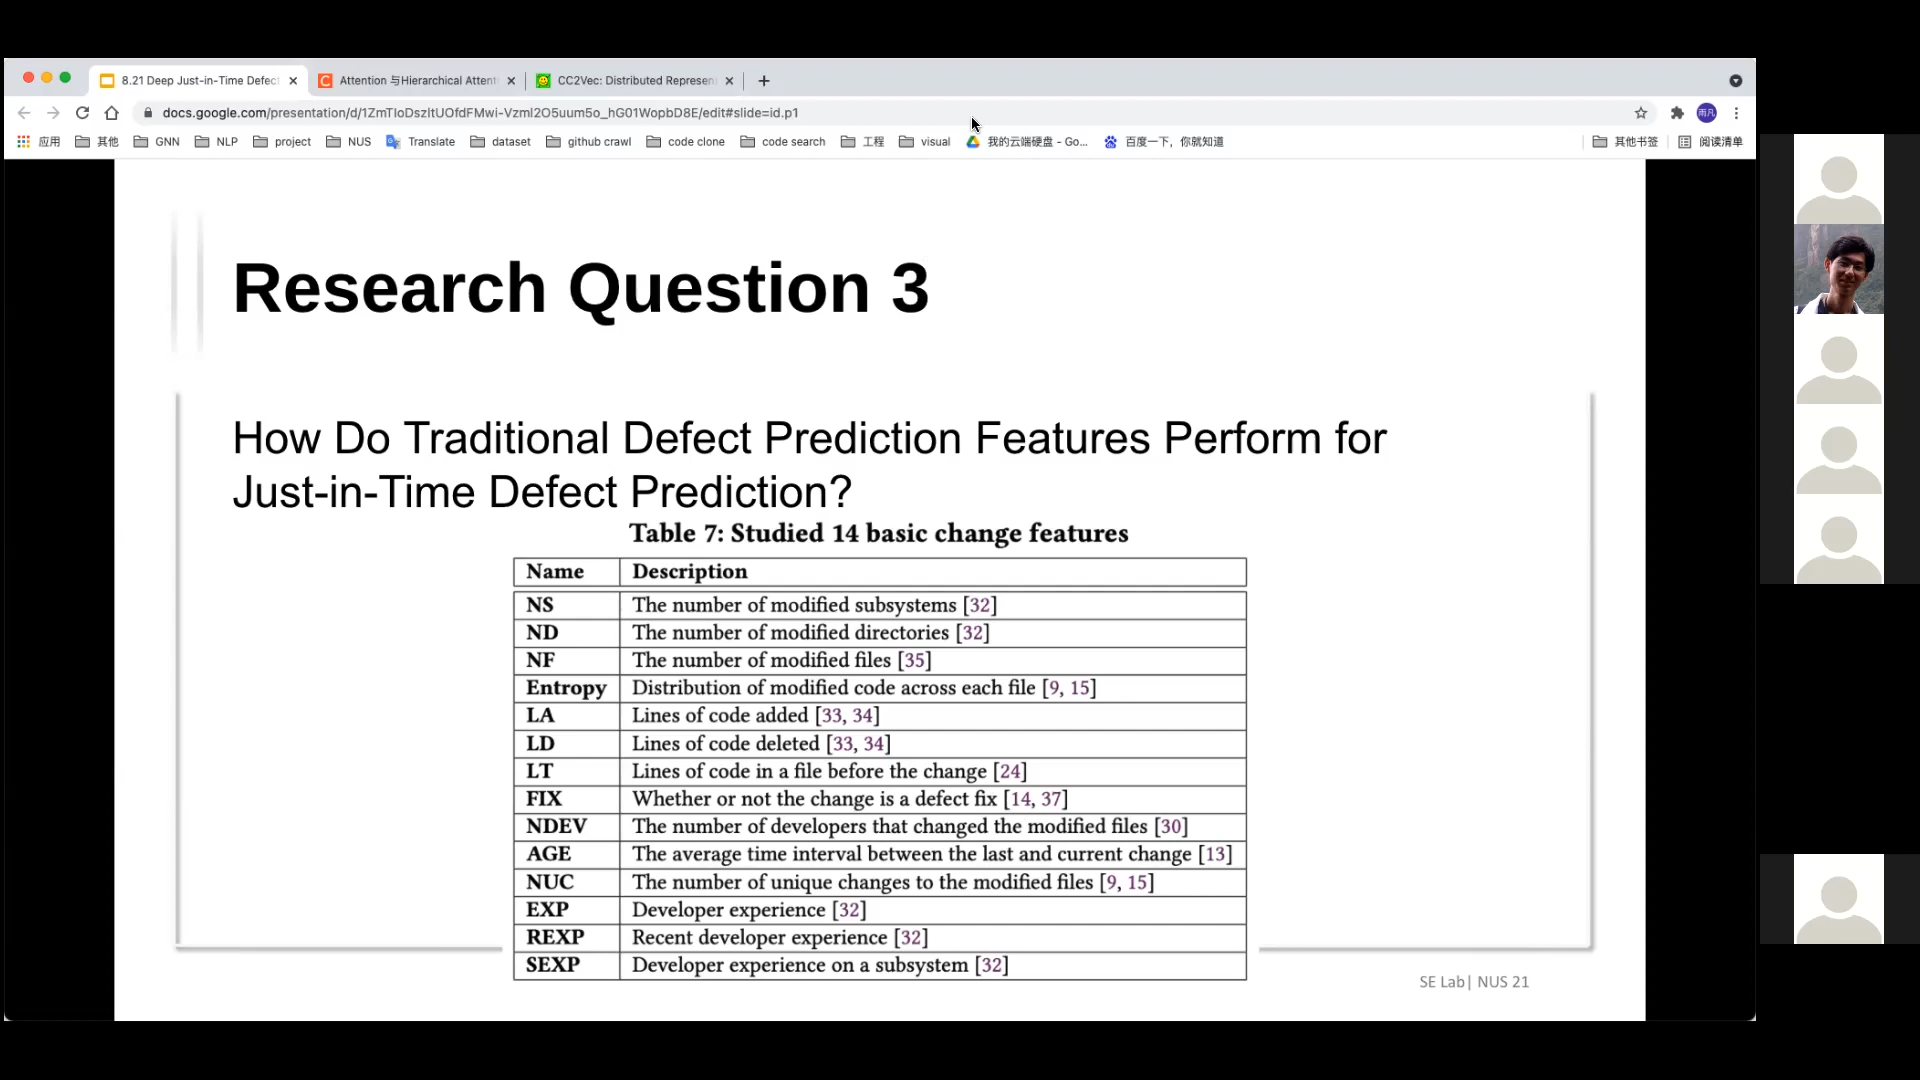 8.21 Deep Just-in-Time Defec
Attention 与Hierarchical Attent
CC2Vec: Distributed Represen
docs.google.com/presentation/d/1ZmTIoDszItUOfdFMwi-Vzml2O5uum5o_hG01WopbD8E/edit#slide=id.p1
雨凡
应用 其他 GNN NLP project NUS Translate dataset github crawl code clone code search 工程 visual 我的云端硬盘 - Go... 百度一下，你就知道 其他书签 阅读清单
Research Question 3
How Do Traditional Defect Prediction Features Perform for
Just-in-Time Defect Prediction?
Table 7: Studied 14 basic change features
Name Description
NS The number of modified subsystems [32]
ND The number of modified directories [32]
NF The number of modified files [35]
Entropy Distribution of modified code across each file [9, 15]
LA Lines of code added [33, 34]
LD Lines of code deleted [33, 34]
LT Lines of code in a file before the change [24]
FIX Whether or not the change is a defect fix [14, 37]
NDEV The number of developers that changed the modified files [30]
AGE The average time interval between the last and current change [13]
NUC The number of unique changes to the modified files [9, 15]
EXP Developer experience [32]
REXP Recent developer experience [32]
SEXP Developer experience on a subsystem [32]
SE Lab| NUS 21